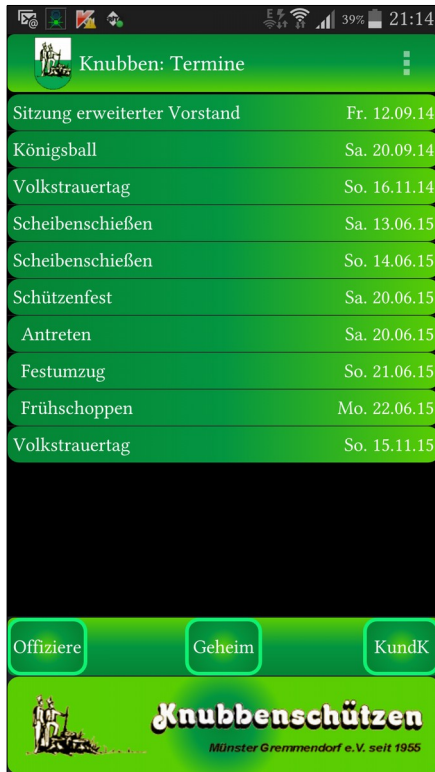 39% 21:14
Knubben: Termine
Sitzung erweiterter Vorstand Fr. 12.09.14
Königsball Sa. 20.09.14
Volkstrauertag So. 16.11.14
Scheibenschießen Sa. 13.06.15
Scheibenschießen So. 14.06.15
Schützenfest Sa. 20.06.15
Antreten Sa. 20.06.15
Festumzug So. 21.06.15
Frühschoppen Mo. 22.06.15
Volkstrauertag So. 15.11.15
Offiziere Geheim KundK
Knubbenschützen
Münster Gremmendorf e.V. seit 1955